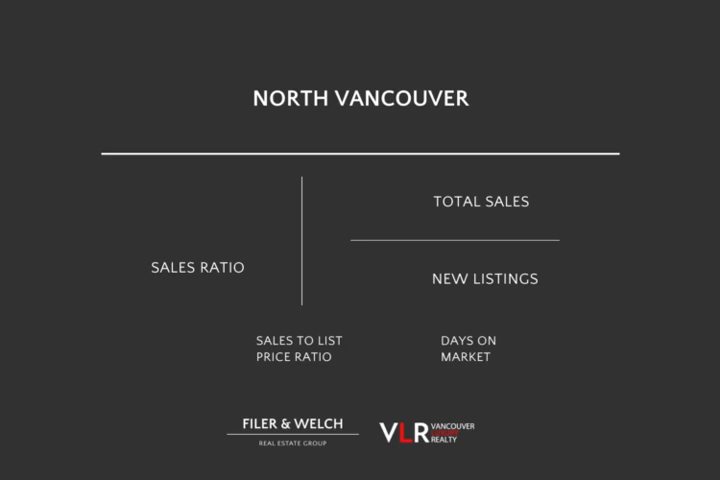 NORTH VANCOUVER
TOTAL SALES
SALES RATIO
NEW LISTINGS
SALES TO LIST
PRICE RATIO
DAYS ON
MARKET
FILER & WELCH
REAL ESTATE GROUP
VLR
VANCOUVER
LUXURY
REALTY